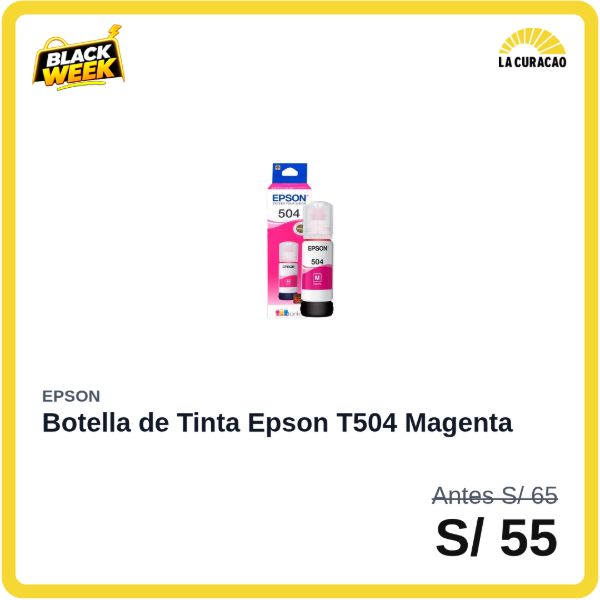 BLACK
WEEK
LA CURACAO
EPSON
504
EPSON
504
M
EPSON
Botella de Tinta Epson T504 Magenta
Antes S/ 65
S/ 55